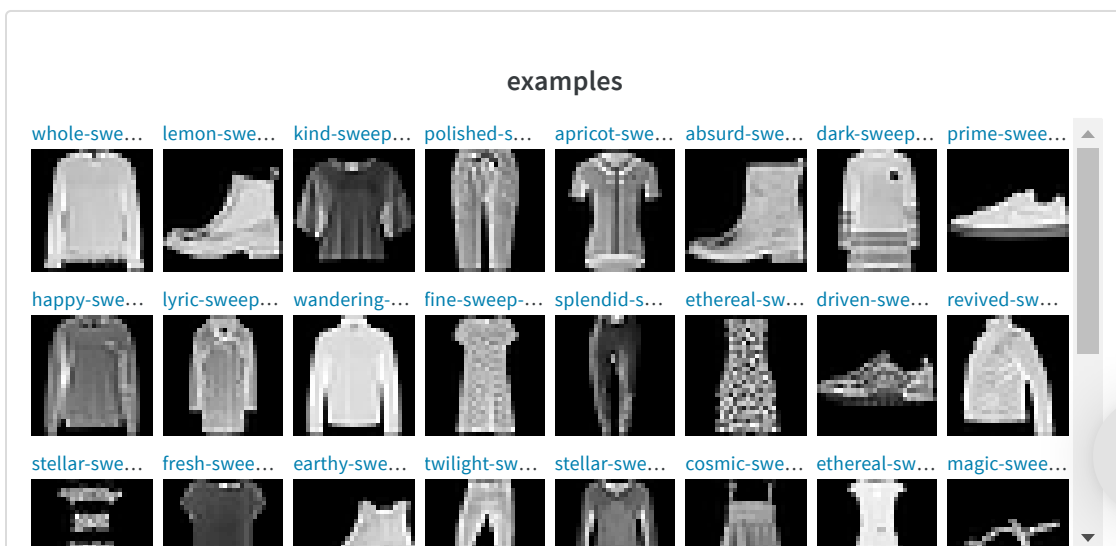 examples
whole-swe... lemon-swe... kind-sweep... polished-s... apricot-swe... absurd-swe... dark-sweep... prime-swee...
happy-swe... lyric-sweep... wandering-... fine-sweep-... splendid-s... ethereal-sw... driven-swe... revived-sw...
stellar-swe... fresh-swee... earthy-swe... twilight-sw... stellar-swe... cosmic-swe... ethereal-sw... magic-swee...